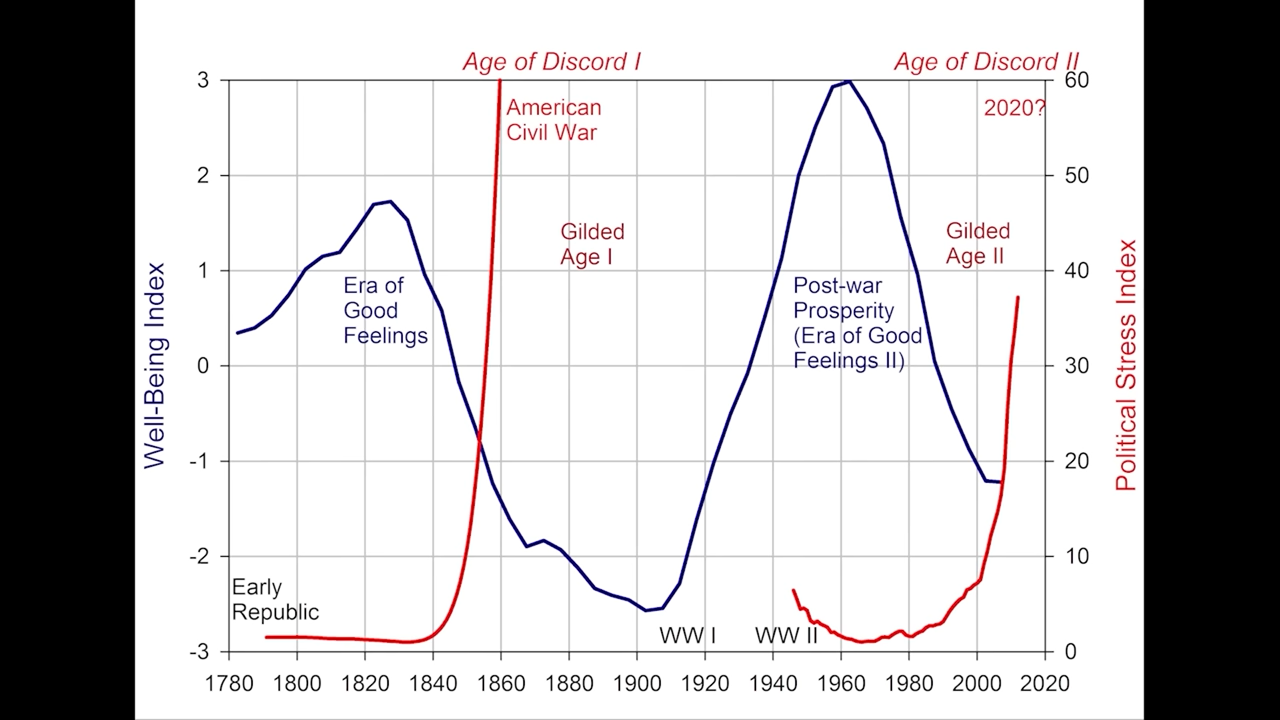 Age of Discord I
Age of Discord II
3
2
1
0
-1
-2
-3
Well-Being Index
60
50
40
30
20
10
0
Political Stress Index
American
Civil War
2020?
Gilded
Age I
Gilded
Age II
Era of
Good
Feelings
Post-war
Prosperity
(Era of Good
Feelings II)
Early
Republic
WW I
WW II
1780 1800 1820 1840 1860 1880 1900 1920 1940 1960 1980 2000 2020